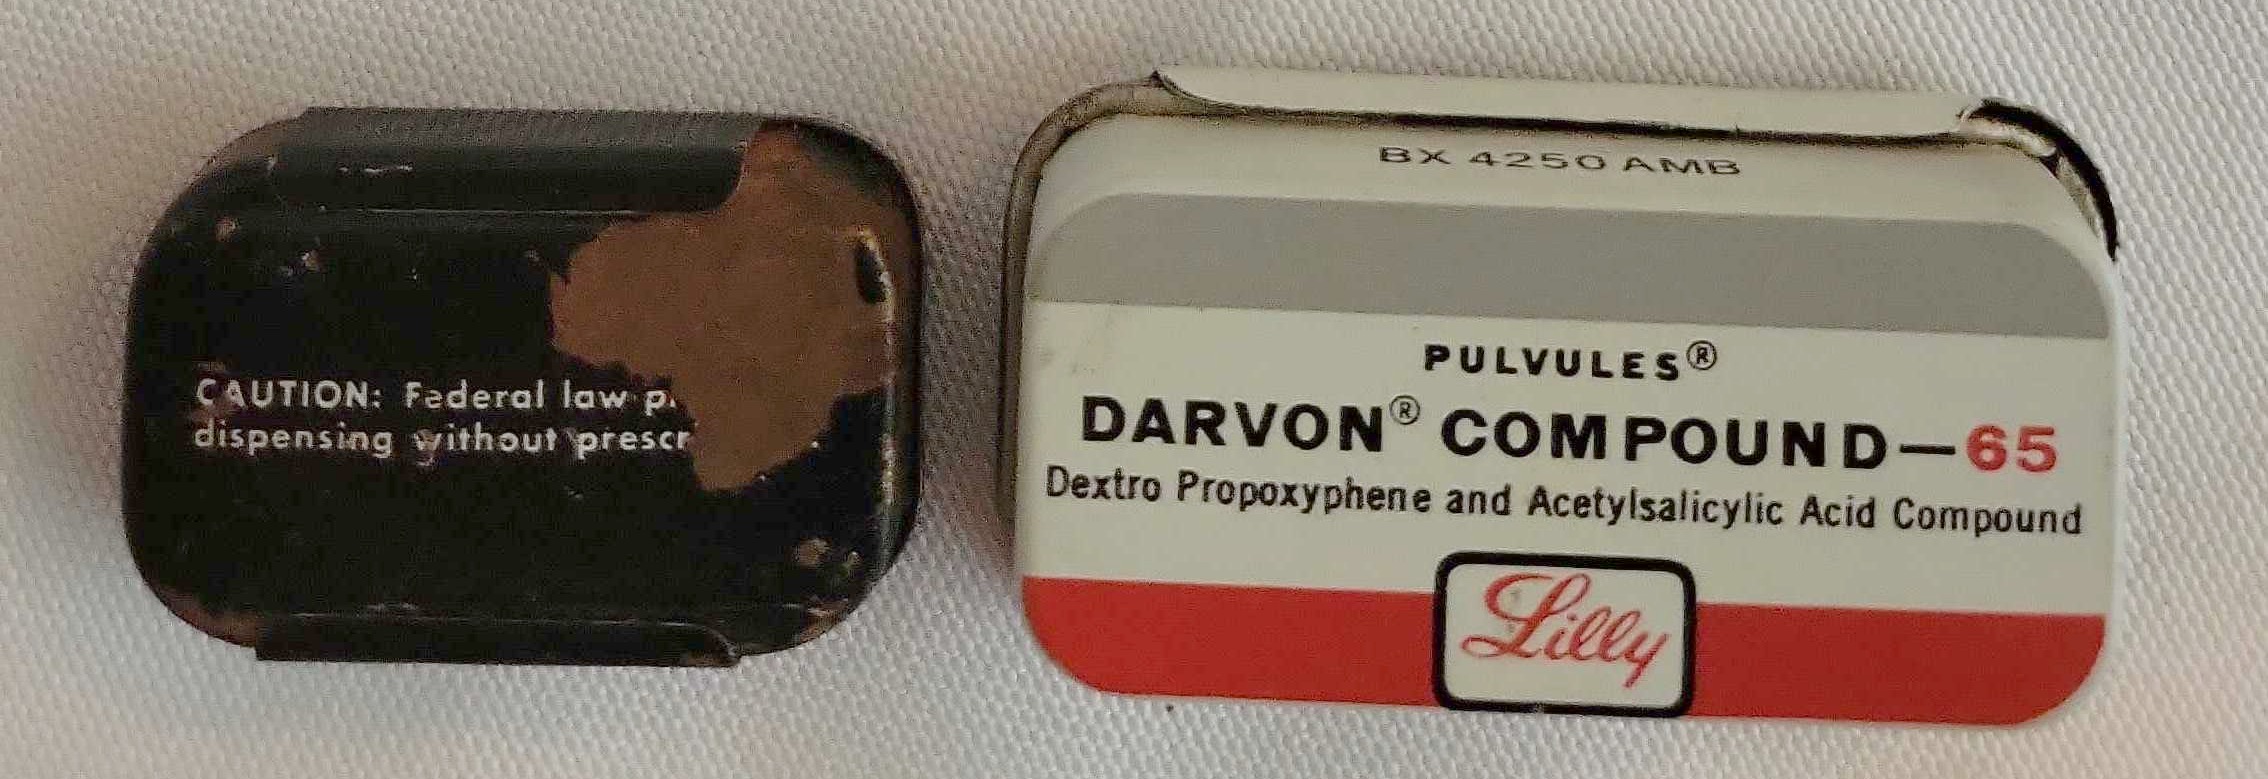 CAUTION: Federal law p
dispensing without prescr
BX 4250 AMB
PULVULES®
DARVON® COMPOUND—65
Dextro Propoxyphene and Acetylsalicylic Acid Compound
Lilly